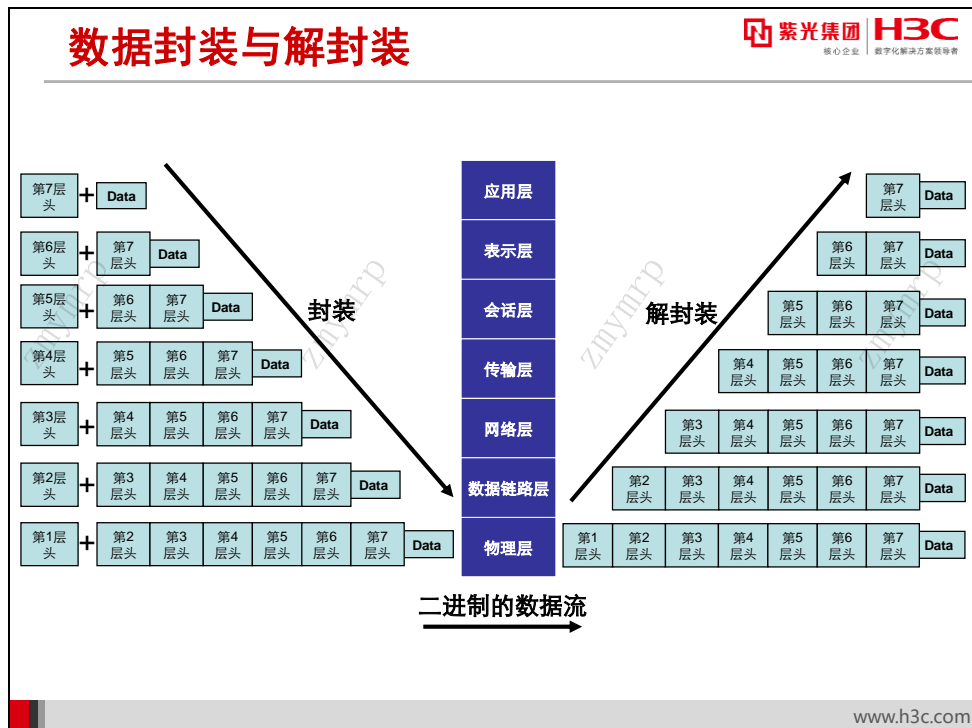 数据封装与解封装
紫光集团 H3C
核心企业 数字化解决方案领导者
第7层头 + Data 应用层 第7层头 Data
第6层头 + 第7层头 Data 表示层 第6层头 第7层头 Data
第5层头 + 第6层头 第7层头 Data 封装 会话层 解封装 第5层头 第6层头 第7层头 Data
第4层头 + 第5层头 第6层头 第7层头 Data 传输层 第4层头 第5层头 第6层头 第7层头 Data
第3层头 + 第4层头 第5层头 第6层头 第7层头 Data 网络层 第3层头 第4层头 第5层头 第6层头 第7层头 Data
第2层头 + 第3层头 第4层头 第5层头 第6层头 第7层头 Data 数据链路层 第2层头 第3层头 第4层头 第5层头 第6层头 第7层头 Data
第1层头 + 第2层头 第3层头 第4层头 第5层头 第6层头 第7层头 Data 物理层 第1层头 第2层头 第3层头 第4层头 第5层头 第6层头 第7层头 Data
二进制的数据流
zmymrp zmymrp zmymrp zmymrp
www.h3c.com